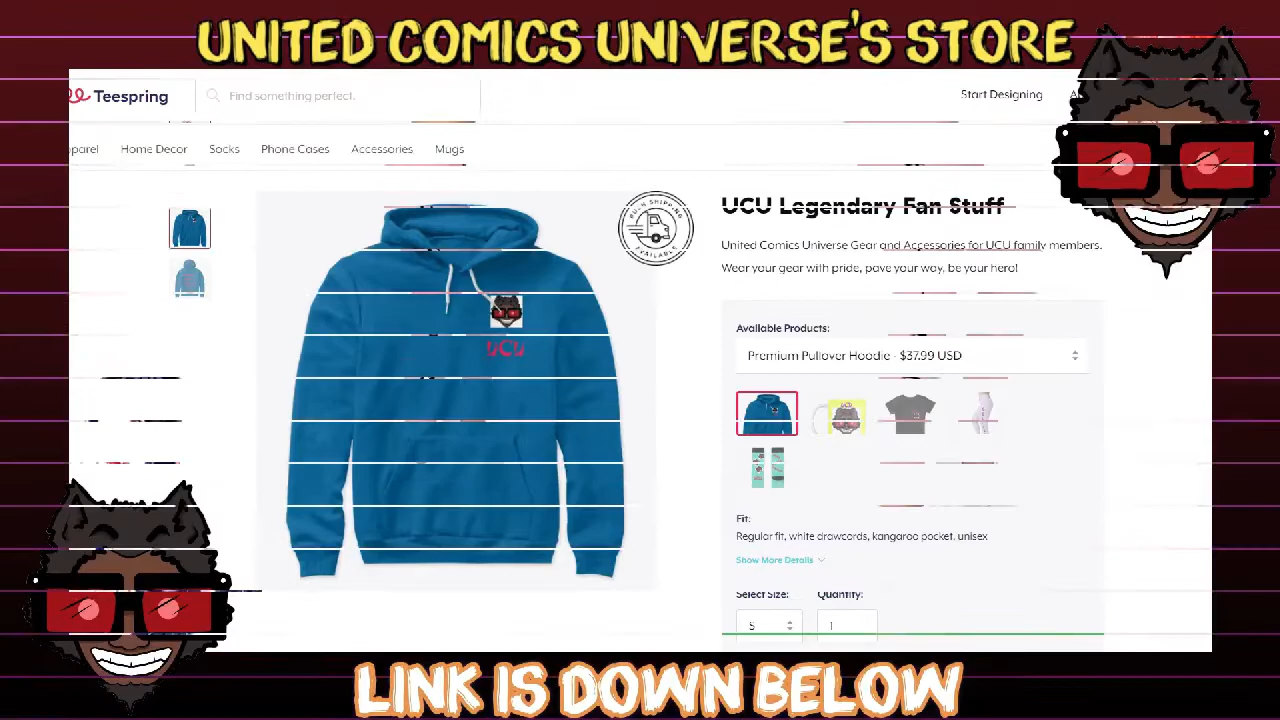 UNITED COMICS UNIVERSE'S STORE
Teespring
Find something perfect.
Start Designing
Home Decor
Socks
Phone Cases
Accessories
Mugs
UCU Legendary Fan Stuff
United Comics Universe Gear and Accessories for UCU family members.
Wear your gear with pride, pave your way, be your hero!
AVAILABLE
UCU
Available Products:
Premium Pullover Hoodie - $37.99 USD
Fit:
Regular fit, white drawcords, kangaroo pocket, unisex
Show More Details
Select Size:
Quantity:
S
1
LINK IS DOWN BELOW